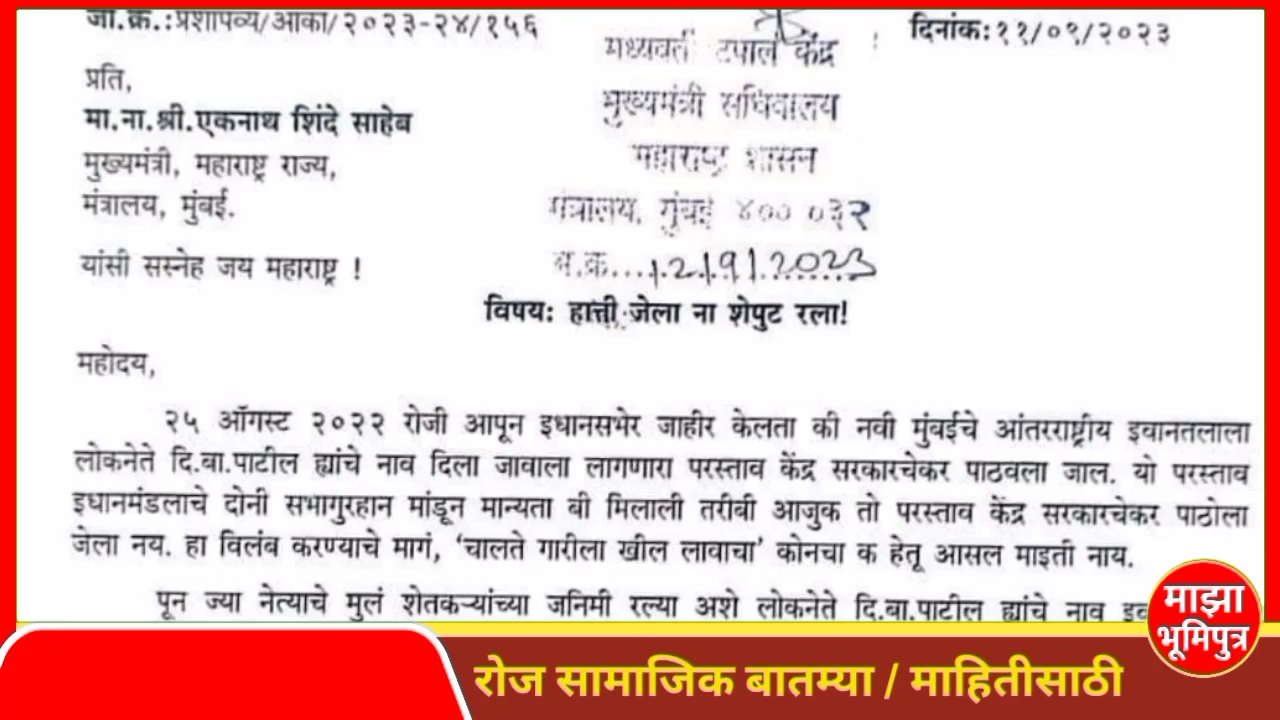 जा.क्र.:प्रशापव्य/आका/२०२३-२४/१५६
दिनांक:११/०९/२०२३
मध्यवर्ती टपाल केंद्र
मुख्यमंत्री सचिवालय
महाराष्ट्र शासन
मंत्रालय, मुंबई ४०० ०३२
12/9/2023
प्रति,
मा.ना.श्री.एकनाथ शिंदे साहेब
मुख्यमंत्री, महाराष्ट्र राज्य,
मंत्रालय, मुंबई.
यांसी सस्नेह जय महाराष्ट्र !
विषय: हात्ती जेला ना शेपुट रला!
महोदय,
२५ ऑगस्ट २०२२ रोजी आपून इधानसभेर जाहीर केलता की नवी मुंबईचे आंतरराष्ट्रीय इवानतलाला
लोकनेते दि.बा.पाटील ह्यांचे नाव दिला जावाला लागणारा परस्ताव केंद्र सरकारचेकर पाठवला जाल. यो परस्ताव
इधानमंडलाचे दोनी सभागुरहान मांडून मान्यता बी मिलाली तरीबी आजुक तो परस्ताव केंद्र सरकारचेकर पाठोला
जेला नय. हा विलंब करण्याचे मागं, 'चालते गारीला खील लावाचा' कोनचा क हेतू आसल माइती नाय.
पून ज्या नेत्याचे मुलं शेतकऱ्यांच्या जनिमी रल्या अशे लोकनेते दि.बा.पाटील ह्यांचे नाव
माझा
भूमिपुत्र
रोज सामाजिक बातम्या / माहितीसाठी